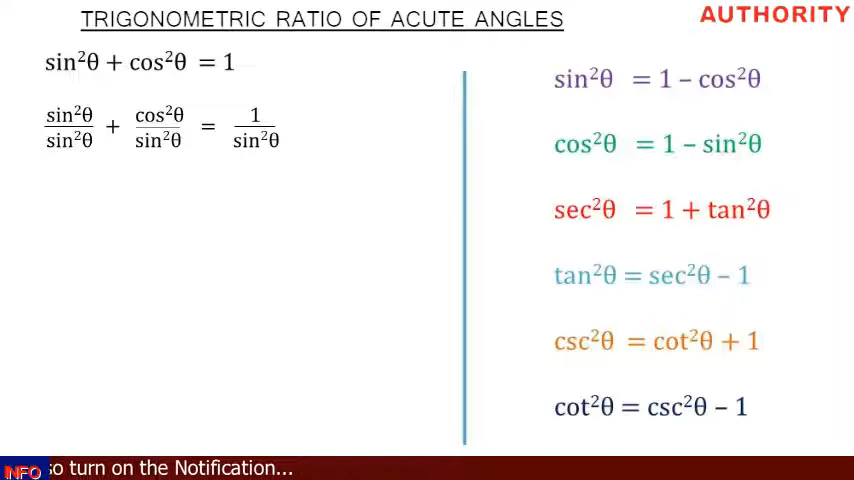 TRIGONOMETRIC RATIO OF ACUTE ANGLES
AUTHORITY
sin²θ + cos²θ = 1
sin²θ/sin²θ + cos²θ/sin²θ = 1/sin²θ
sin²θ = 1 – cos²θ
cos²θ = 1 – sin²θ
sec²θ = 1 + tan²θ
tan²θ = sec²θ – 1
csc²θ = cot²θ + 1
cot²θ = csc²θ – 1
INFO so turn on the Notification...